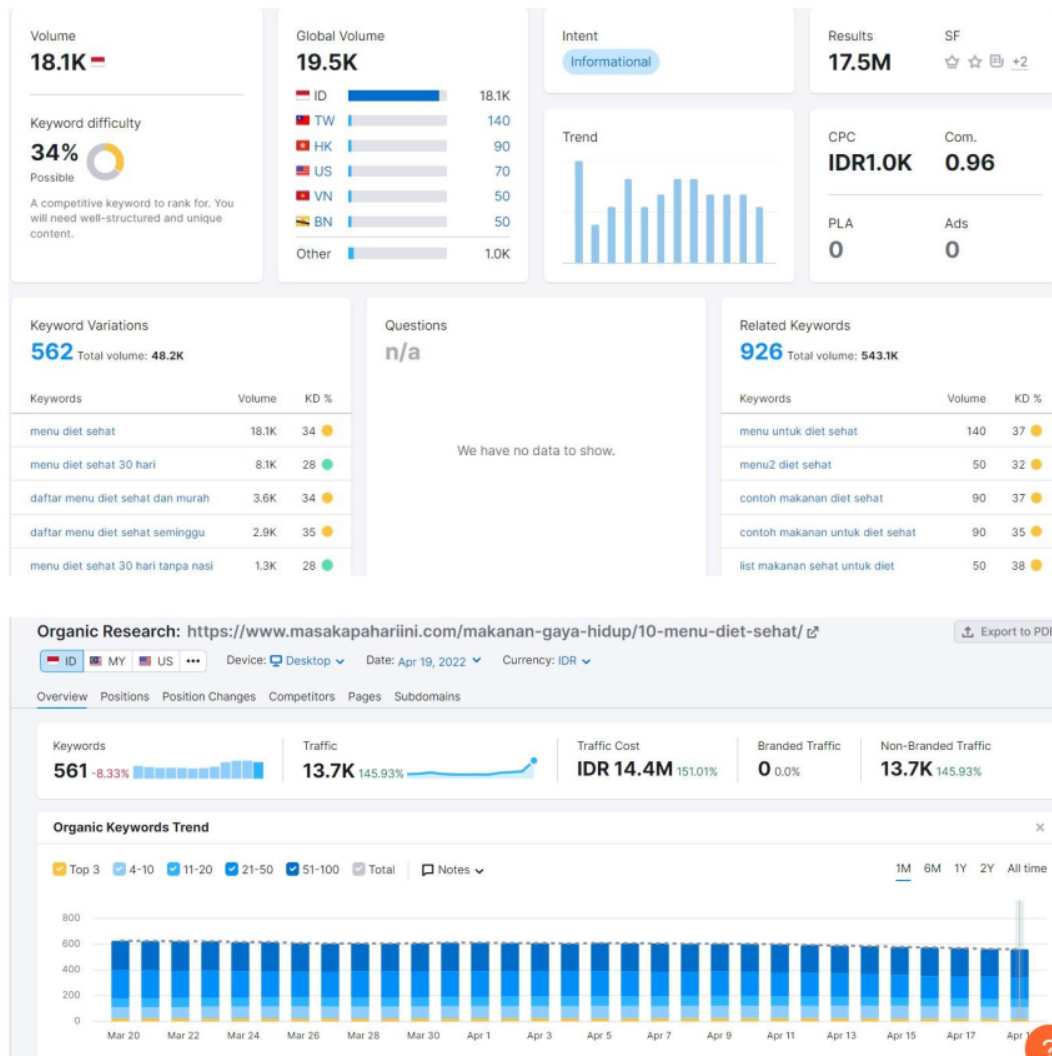 Volume
18.1K
Keyword difficulty
34%
Possible
A competitive keyword to rank for. You
will need well-structured and unique
content.
Global Volume
19.5K
ID 18.1K
TW 140
HK 90
US 70
VN 50
BN 50
Other 1.0K
Intent
Informational
Trend
Results SF
17.5M +2
CPC Com.
IDR1.0K 0.96
PLA Ads
0 0
Keyword Variations
562 Total volume: 48.2K
Keywords Volume KD %
menu diet sehat 18.1K 34
menu diet sehat 30 hari 8.1K 28
daftar menu diet sehat dan murah 3.6K 34
daftar menu diet sehat seminggu 2.9K 35
menu diet sehat 30 hari tanpa nasi 1.3K 28
Questions
n/a
We have no data to show.
Related Keywords
926 Total volume: 543.1K
Keywords Volume KD %
menu untuk diet sehat 140 37
menu2 diet sehat 50 32
contoh makanan diet sehat 90 37
contoh makanan untuk diet sehat 90 35
list makanan sehat untuk diet 50 38
Organic Research: https://www.masakapahariini.com/makanan-gaya-hidup/10-menu-diet-sehat/
Export to PDF
ID MY US ••• Device: Desktop Date: Apr 19, 2022 Currency: IDR
Overview Positions Position Changes Competitors Pages Subdomains
Keywords
561 -8.33%
Traffic
13.7K 145.93%
Traffic Cost
IDR 14.4M 151.01%
Branded Traffic
0 0.0%
Non-Branded Traffic
13.7K 145.93%
Organic Keywords Trend ×
Top 3 4-10 11-20 21-50 51-100 Total Notes 1M 6M 1Y 2Y All time
800
600
400
200
0
Mar 20 Mar 22 Mar 24 Mar 26 Mar 28 Mar 30 Apr 1 Apr 3 Apr 5 Apr 7 Apr 9 Apr 11 Apr 13 Apr 15 Apr 17 Apr
?